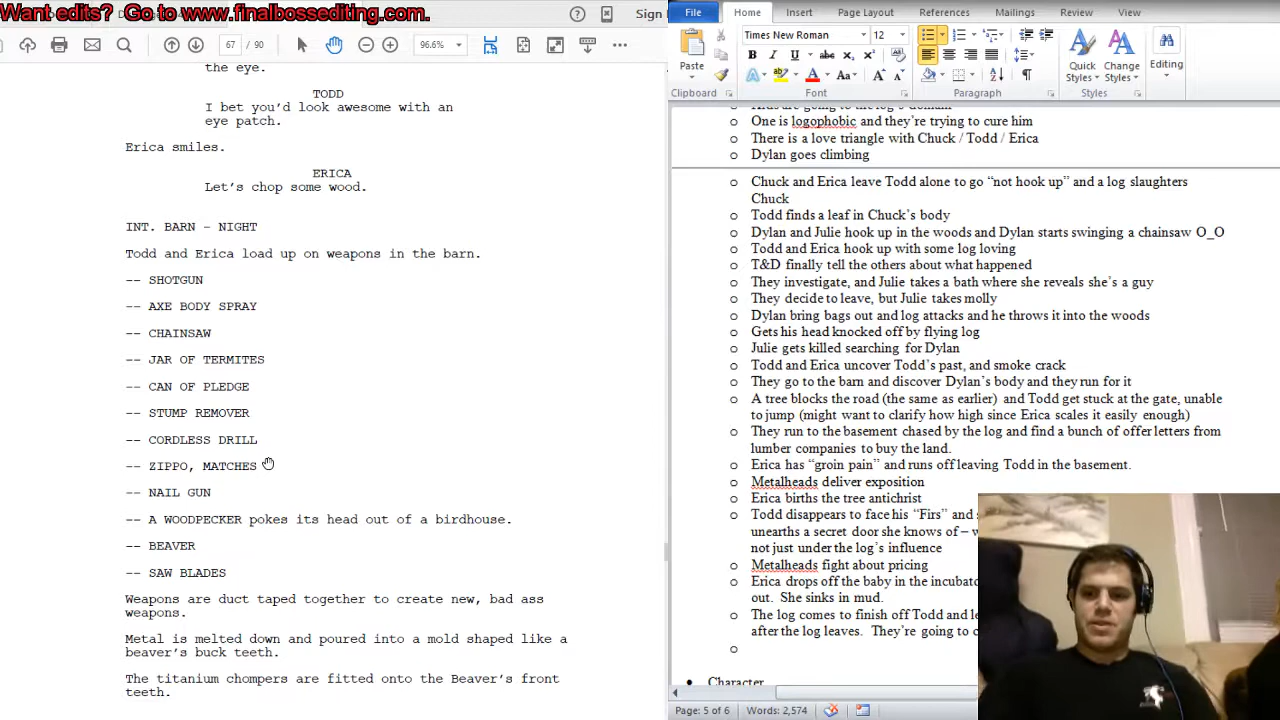 Want edits?  Go to www.finalbossediting.com.
Sign
67 / 90
96.6%
the eye.
TODD
I bet you'd look awesome with an
eye patch.
Erica smiles.
ERICA
Let's chop some wood.
INT. BARN – NIGHT
Todd and Erica load up on weapons in the barn.
-- SHOTGUN
-- AXE BODY SPRAY
-- CHAINSAW
-- JAR OF TERMITES
-- CAN OF PLEDGE
-- STUMP REMOVER
-- CORDLESS DRILL
-- ZIPPO, MATCHES
-- NAIL GUN
-- A WOODPECKER pokes its head out of a birdhouse.
-- BEAVER
-- SAW BLADES
Weapons are duct taped together to create new, bad ass
weapons.
Metal is melted down and poured into a mold shaped like a
beaver's buck teeth.
The titanium chompers are fitted onto the Beaver's front
teeth.
File Home Insert Page Layout References Mailings Review View
Times New Roman 12
Paste
Quick Styles
Change Styles
Editing
Clipboard Font Paragraph Styles
Kids are going to the log's domain
o One is logophobic and they're trying to cure him
o There is a love triangle with Chuck / Todd / Erica
o Dylan goes climbing
o Chuck and Erica leave Todd alone to go “not hook up” and a log slaughters
Chuck
o Todd finds a leaf in Chuck's body
o Dylan and Julie hook up in the woods and Dylan starts swinging a chainsaw O_O
o Todd and Erica hook up with some log loving
o T&D finally tell the others about what happened
o They investigate, and Julie takes a bath where she reveals she's a guy
o They decide to leave, but Julie takes molly
o Dylan bring bags out and log attacks and he throws it into the woods
o Gets his head knocked off by flying log
o Julie gets killed searching for Dylan
o Todd and Erica uncover Todd's past, and smoke crack
o They go to the barn and discover Dylan's body and they run for it
o A tree blocks the road (the same as earlier) and Todd get stuck at the gate, unable
to jump (might want to clarify how high since Erica scales it easily enough)
o They run to the basement chased by the log and find a bunch of offer letters from
lumber companies to buy the land.
o Erica has “groin pain” and runs off leaving Todd in the basement.
o Metalheads deliver exposition
o Erica births the tree antichrist
o Todd disappears to face his “Firs” and
unearths a secret door she knows of –
not just under the log's influence
o Metalheads fight about pricing
o Erica drops off the baby in the incubato
out.  She sinks in mud.
o The log comes to finish off Todd and
after the log leaves.  They're going to
o
• Character
Page: 5 of 6 Words: 2,574